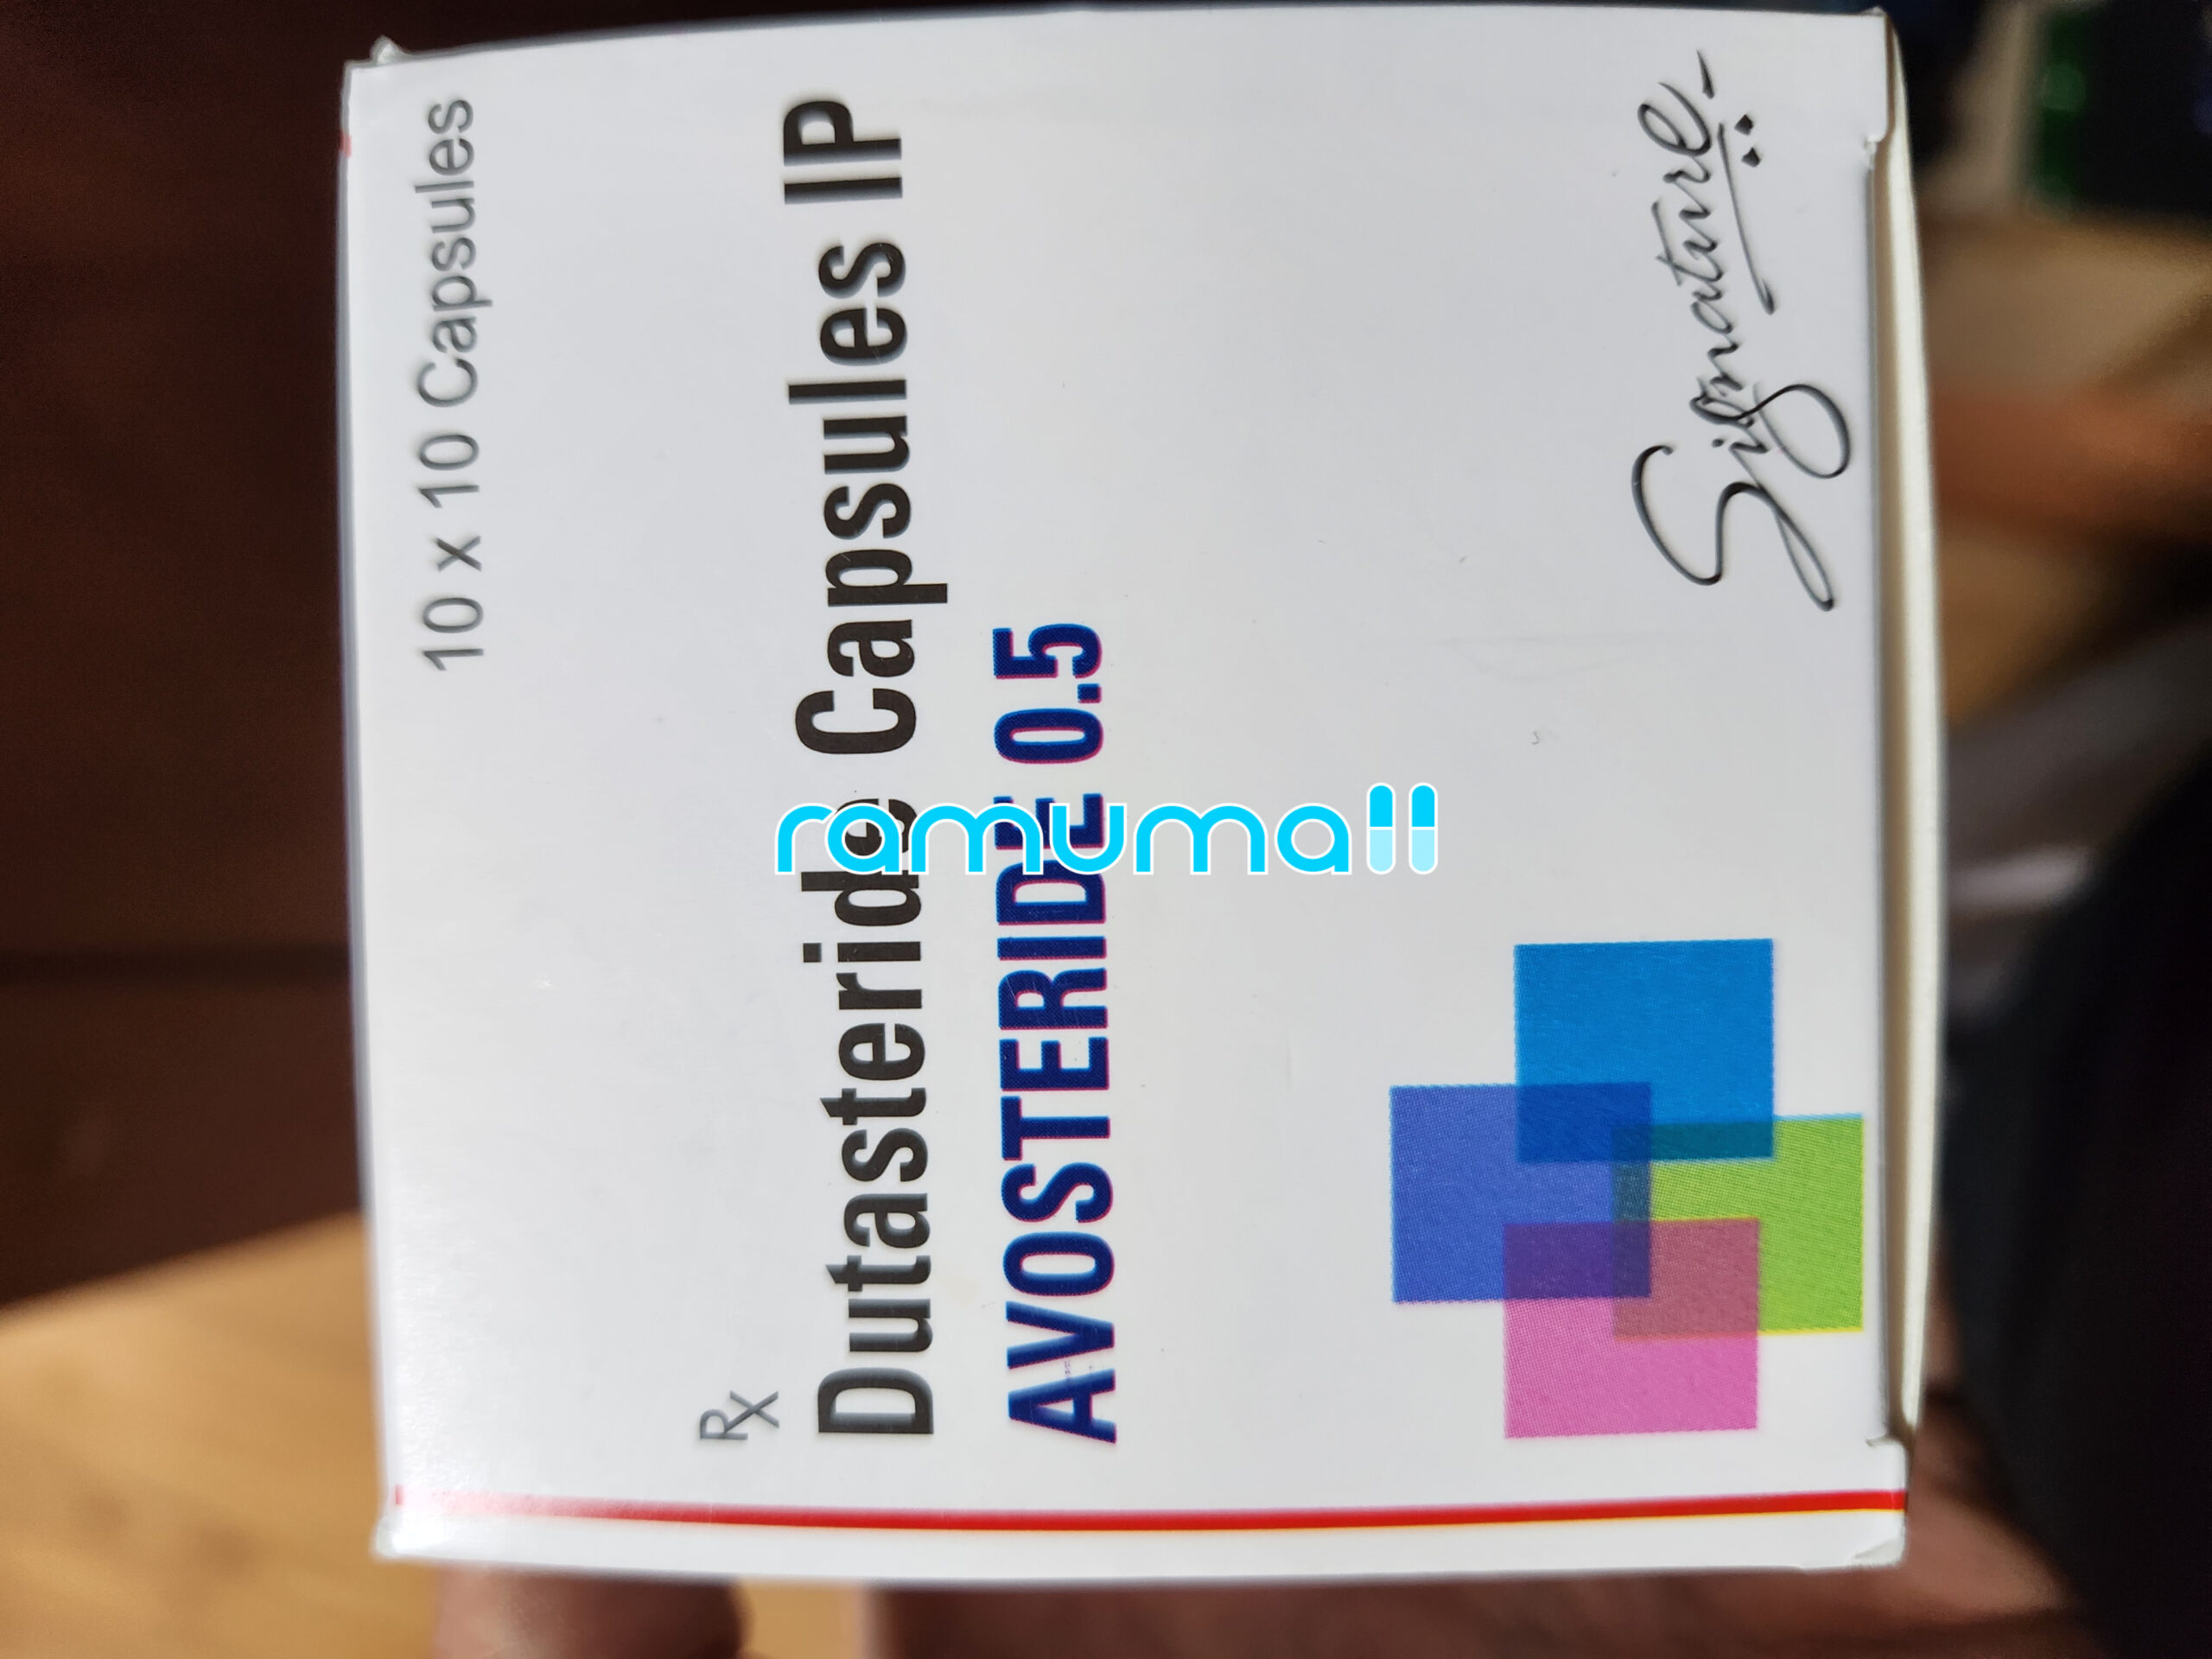 10 x 10 Capsules
Rx
Dutasteride Capsules IP
AVOSTERIDE 0.5
Signature
ramumall